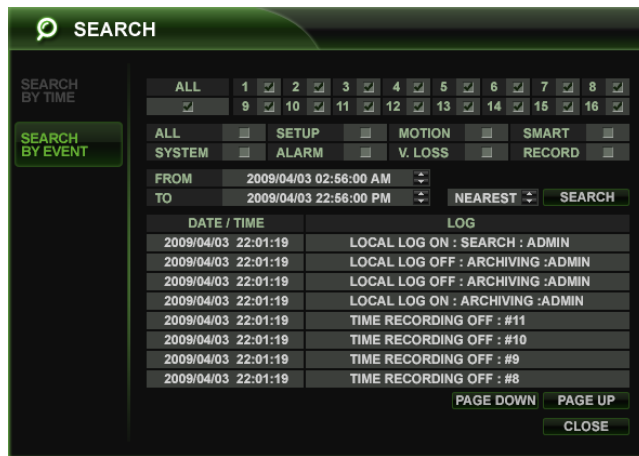 SEARCH
SEARCH
BY TIME
SEARCH
BY EVENT
ALL 1 2 3 4 5 6 7 8
9 10 11 12 13 14 15 16
ALL SETUP MOTION SMART
SYSTEM ALARM V. LOSS RECORD
FROM 2009/04/03 02:56:00 AM
TO 2009/04/03 22:56:00 PM NEAREST SEARCH
DATE / TIME LOG
2009/04/03 22:01:19 LOCAL LOG ON : SEARCH : ADMIN
2009/04/03 22:01:19 LOCAL LOG OFF : ARCHIVING :ADMIN
2009/04/03 22:01:19 LOCAL LOG OFF : ARCHIVING :ADMIN
2009/04/03 22:01:19 LOCAL LOG ON : ARCHIVING :ADMIN
2009/04/03 22:01:19 TIME RECORDING OFF : #11
2009/04/03 22:01:19 TIME RECORDING OFF : #10
2009/04/03 22:01:19 TIME RECORDING OFF : #9
2009/04/03 22:01:19 TIME RECORDING OFF : #8
PAGE DOWN PAGE UP
CLOSE